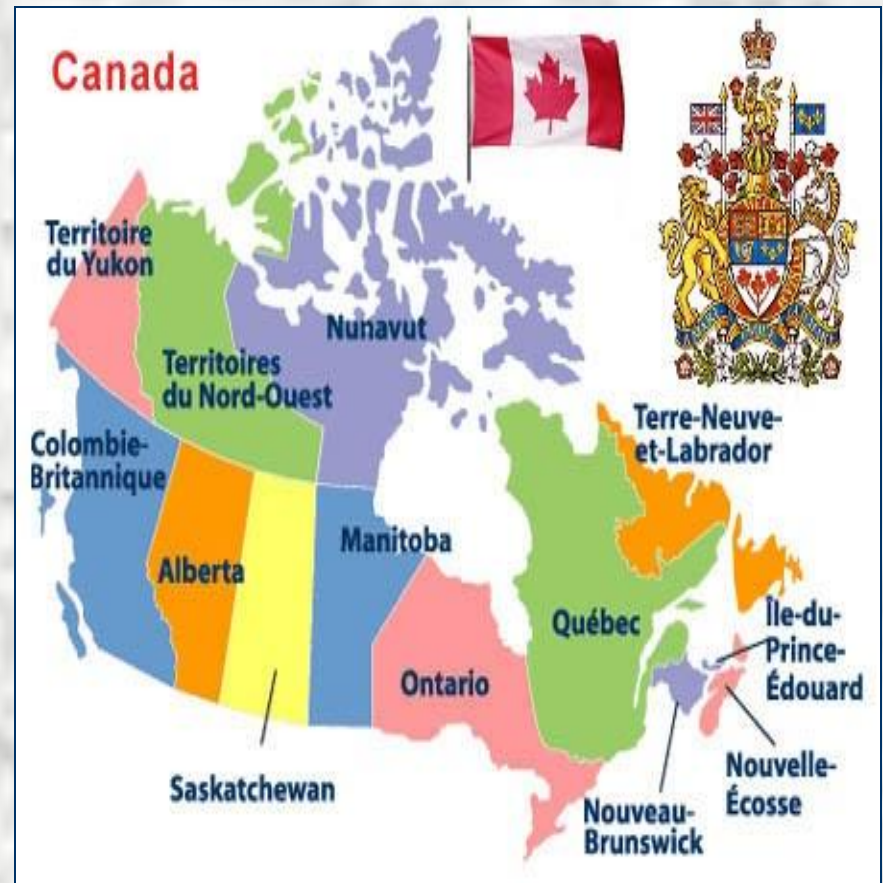 Canada
Territoire
du Yukon
Nunavut
Territoires
du Nord-Ouest
Terre-Neuve-
et-Labrador
Colombie-
Britannique
Manitoba
Alberta
Québec
Île-du-
Prince-
Édouard
Ontario
Nouvelle-
Écosse
Saskatchewan
Nouveau-
Brunswick